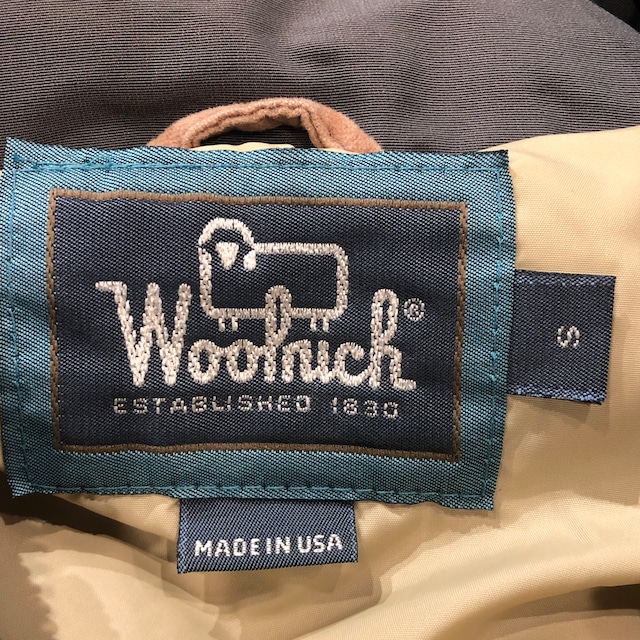 Woolrich®
ESTABLISHED 1830
S
MADE IN USA